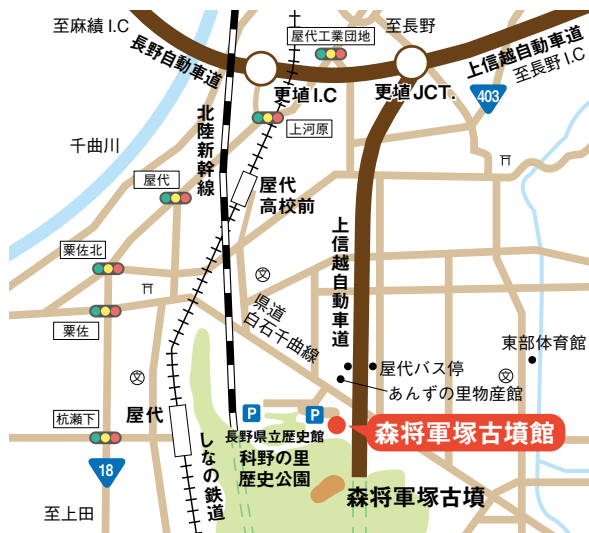 至麻績 I.C
長野自動車道
屋代工業団地
至長野
上信越自動車道
至長野 I.C
更埴 I.C
更埴 JCT.
403
北陸新幹線
上河原
千曲川
屋代
屋代
高校前
上信越自動車道
粟佐北
文
県道
白石千曲線
粟佐
文
東部体育館
屋代バス停
あんずの里物産館
文
屋代
P
P
森将軍塚古墳館
杭瀬下
長野県立歴史館
科野の里
歴史公園
しなの鉄道
18
森将軍塚古墳
至上田